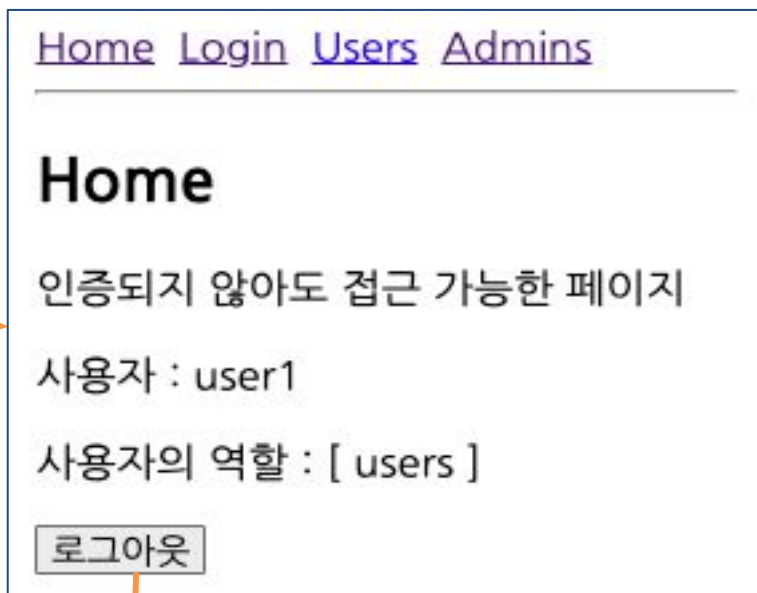 Home Login Users Admins
Home
인증되지 않아도 접근 가능한 페이지
사용자 : user1
사용자의 역할 : [ users ]
로그아웃